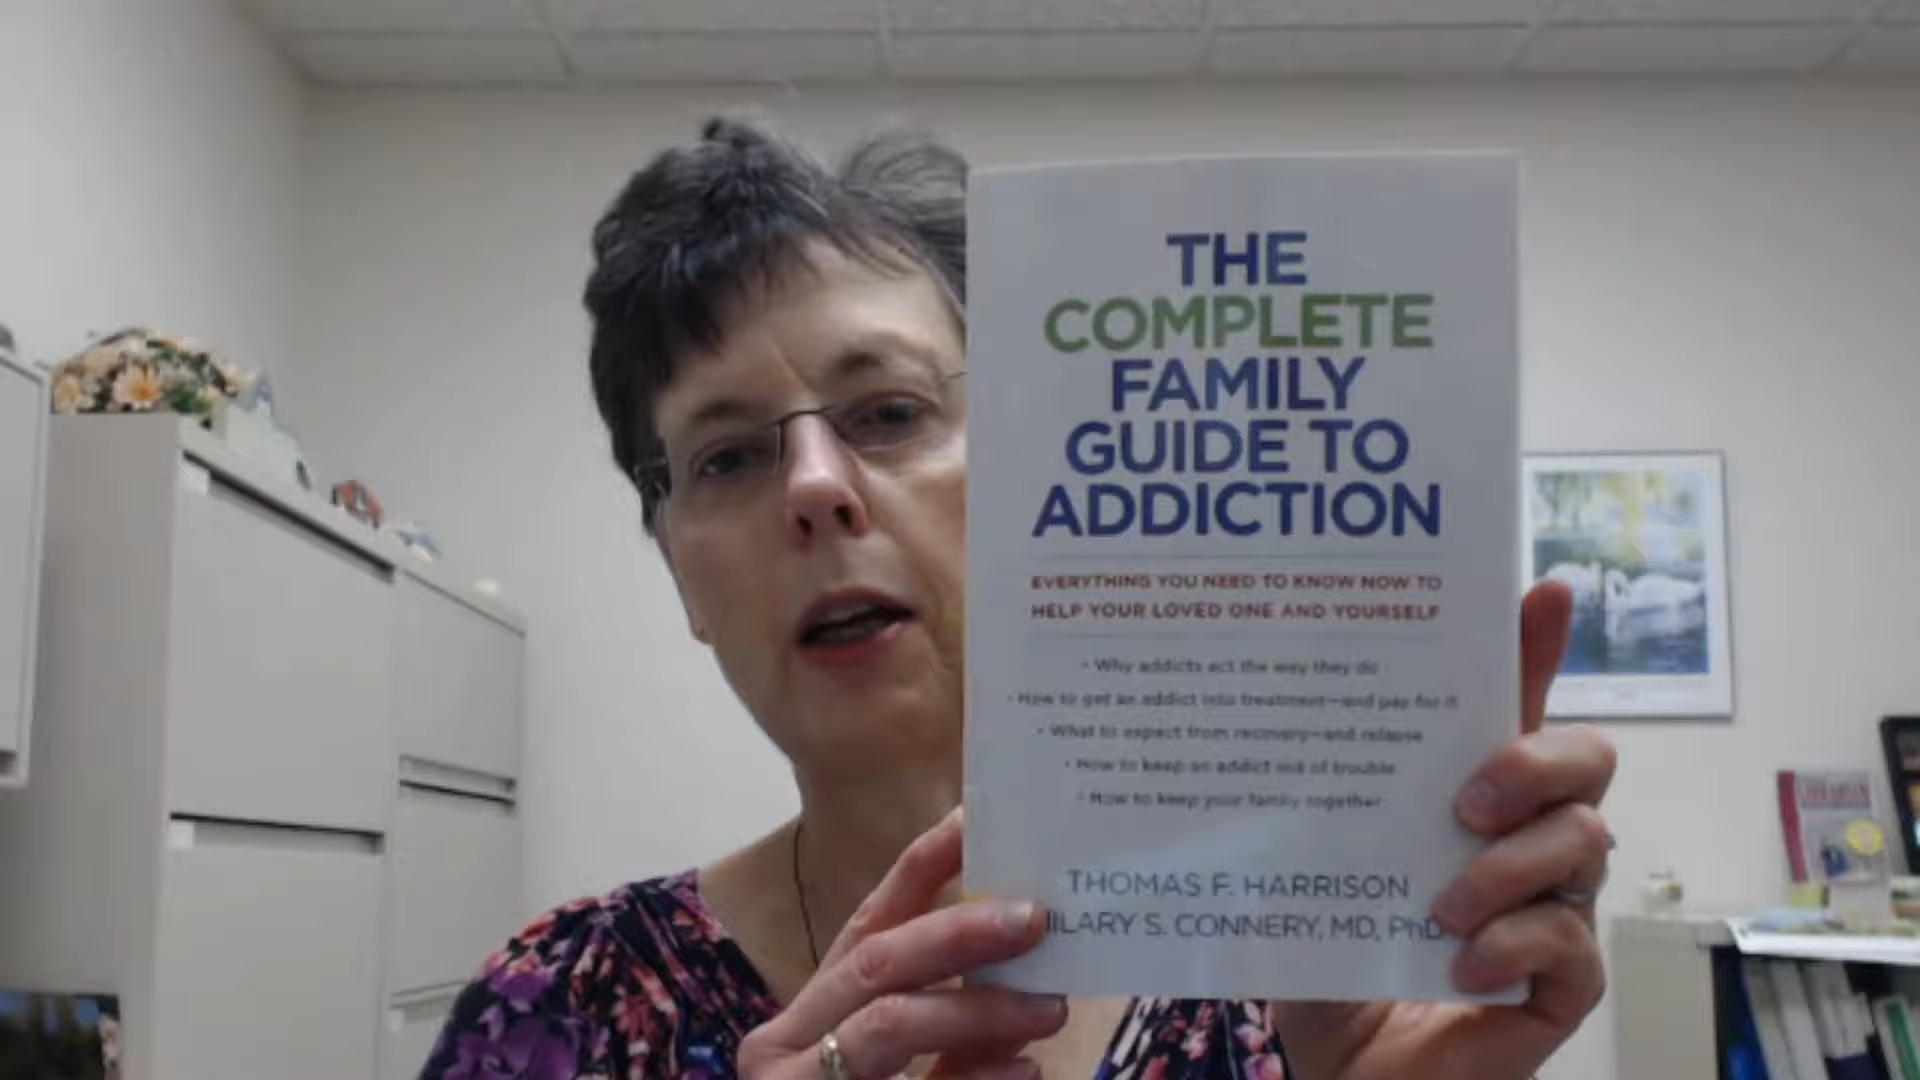 THE
COMPLETE
FAMILY
GUIDE TO
ADDICTION
EVERYTHING YOU NEED TO KNOW NOW TO
HELP YOUR LOVED ONE AND YOURSELF
• Why addicts act the way they do
• How to get an addict into treatment—and pay for it
• What to expect from recovery—and relapse
• How to keep an addict out of trouble
• How to keep your family together
THOMAS F. HARRISON
HILARY S. CONNERY, MD, PhD